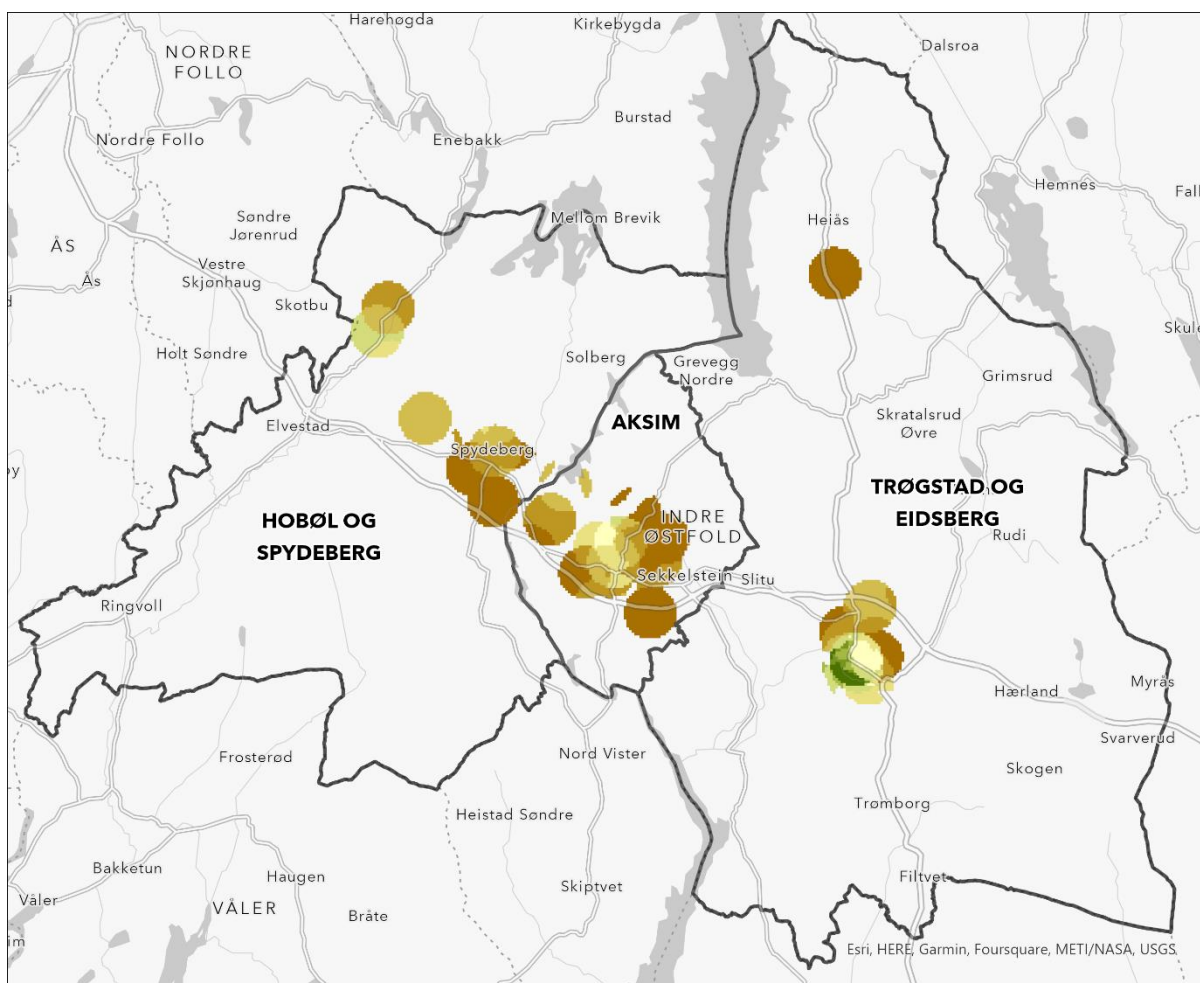 Harehøgda
Kirkebygda
NORDRE
FOLLO
Dalsroa
Burstad
Nordre Follo
Enebakk
Hemnes
Fall
Søndre
Jørenrud
Mellom Brevik
Heiås
ÅS
Vestre
Skjønhaug
Ås
Skotbu
Skule
Holt Søndre
Solberg
Grevegg
Nordre
Grimsrud
Elvestad
AKSIM
Skratalsrud
Øvre
Spydeberg
TRØGSTAD OG
EIDSBERG
HOBØL OG
SPYDEBERG
INDRE
ØSTFOLD
Rudi
Sekkelstein
Slitu
Ringvoll
Hærland
Myrås
Svarverud
Frosterød
Nord Vister
Skogen
Heistad Søndre
Trømborg
Bakketun
Haugen
Filtvet
Våler
VÅLER
Bråte
Skiptvet
im
Esri, HERE, Garmin, Foursquare, METI/NASA, USGS